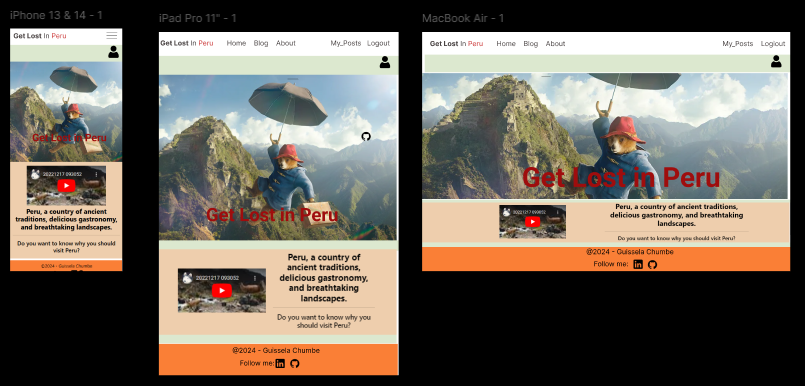 iPhone 13 & 14 - 1
Get Lost In Peru
Get Lost in Peru
20221217 093052
Peru, a country of ancient
traditions, delicious gastronomy,
and breathtaking landscapes.
Do you want to know why you should
visit Peru?
@2024 - Guissela Chumbe
iPad Pro 11" - 1
Get Lost In Peru Home Blog About My_Posts Logout
Get Lost in Peru
20221217 093052
Peru, a country of
ancient traditions,
delicious gastronomy,
and breathtaking
landscapes.
Do you want to know why you
should visit Peru?
@2024 - Guissela Chumbe
Follow me: in
MacBook Air - 1
Get Lost In Peru Home Blog About My_Posts Loglout
Get Lost in Peru
20221217 093052
Peru, a country of ancient traditions,
delicious gastronomy, and breathtaking
landscapes.
Do you want to know why you should visit Peru?
@2024 - Guissela Chumbe
Follow me: in